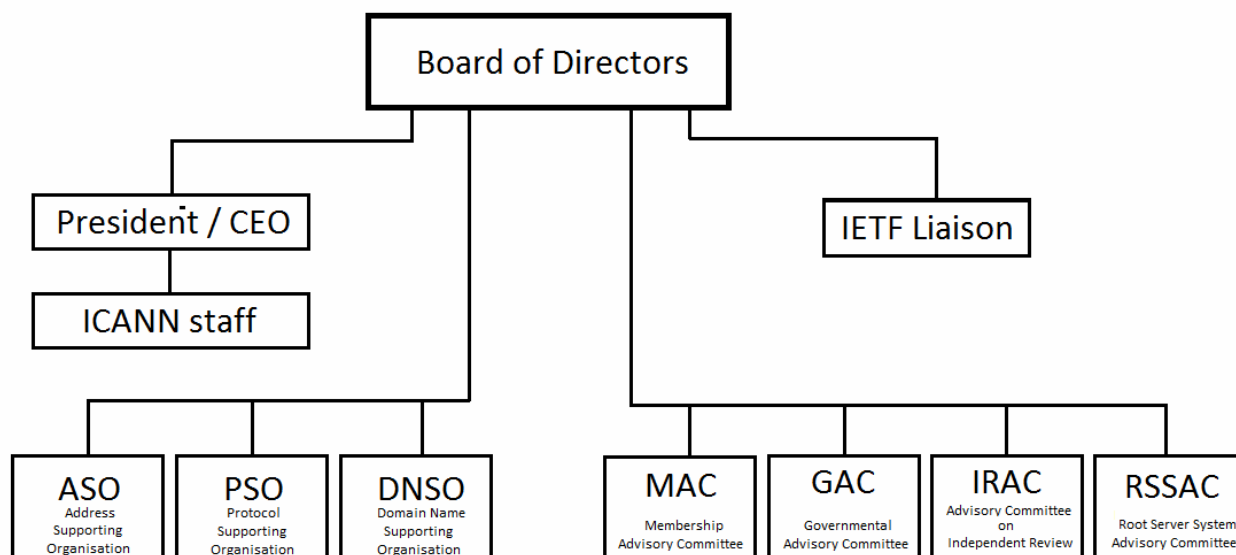 Board of Directors
President / CEO
IETF Liaison
ICANN staff
ASO
Address
Supporting
Organisation
PSO
Protocol
Supporting
Organisation
DNSO
Domain Name
Supporting
Organisation
MAC
Membership
Advisory Committee
GAC
Governmental
Advisory Committee
IRAC
Advisory Committee
on
Independent Review
RSSAC
Root Server System
Advisory Committee